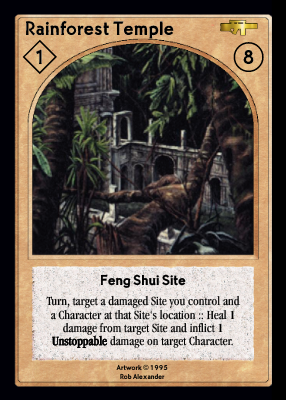 Rainforest Temple
1
8
Feng Shui Site
Turn, target a damaged Site you control and
a Character at that Site's location :: Heal 1
damage from target Site and inflict 1
Unstoppable damage on target Character.
Artwork © 1995
Rob Alexander